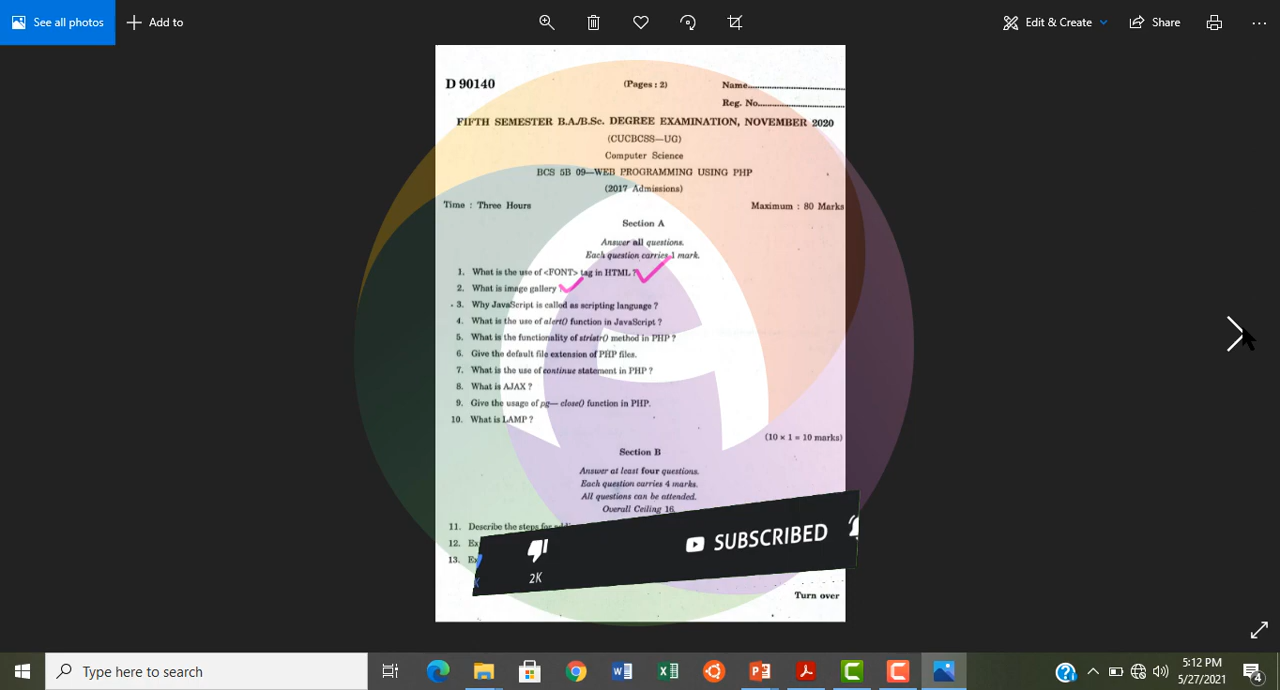 See all photos
Add to
Edit & Create
Share
D 90140
(Pages : 2)
Name
Reg. No.
FIFTH SEMESTER B.A./B.Sc. DEGREE EXAMINATION, NOVEMBER 2020
(CUCBCSS—UG)
Computer Science
BCS 5B 09—WEB PROGRAMMING USING PHP
(2017 Admissions)
Time : Three Hours
Maximum : 80 Marks
Section A
Answer all questions.
Each question carries 1 mark.
1. What is the use of <FONT> tag in HTML ?
2. What is image gallery
3. Why JavaScript is called as scripting language ?
4. What is the use of alert() function in JavaScript ?
5. What is the functionality of stristr() method in PHP ?
6. Give the default file extension of PHP files.
7. What is the use of continue statement in PHP ?
8. What is AJAX ?
9. Give the usage of pg— close() function in PHP.
10. What is LAMP ?
(10 × 1 = 10 marks)
Section B
Answer at least four questions.
Each question carries 4 marks.
All questions can be attended.
Overall Ceiling 16.
11. Describe the steps for
12.
13.
2K
SUBSCRIBED
Turn over
Type here to search
5:12 PM
5/27/2021
4